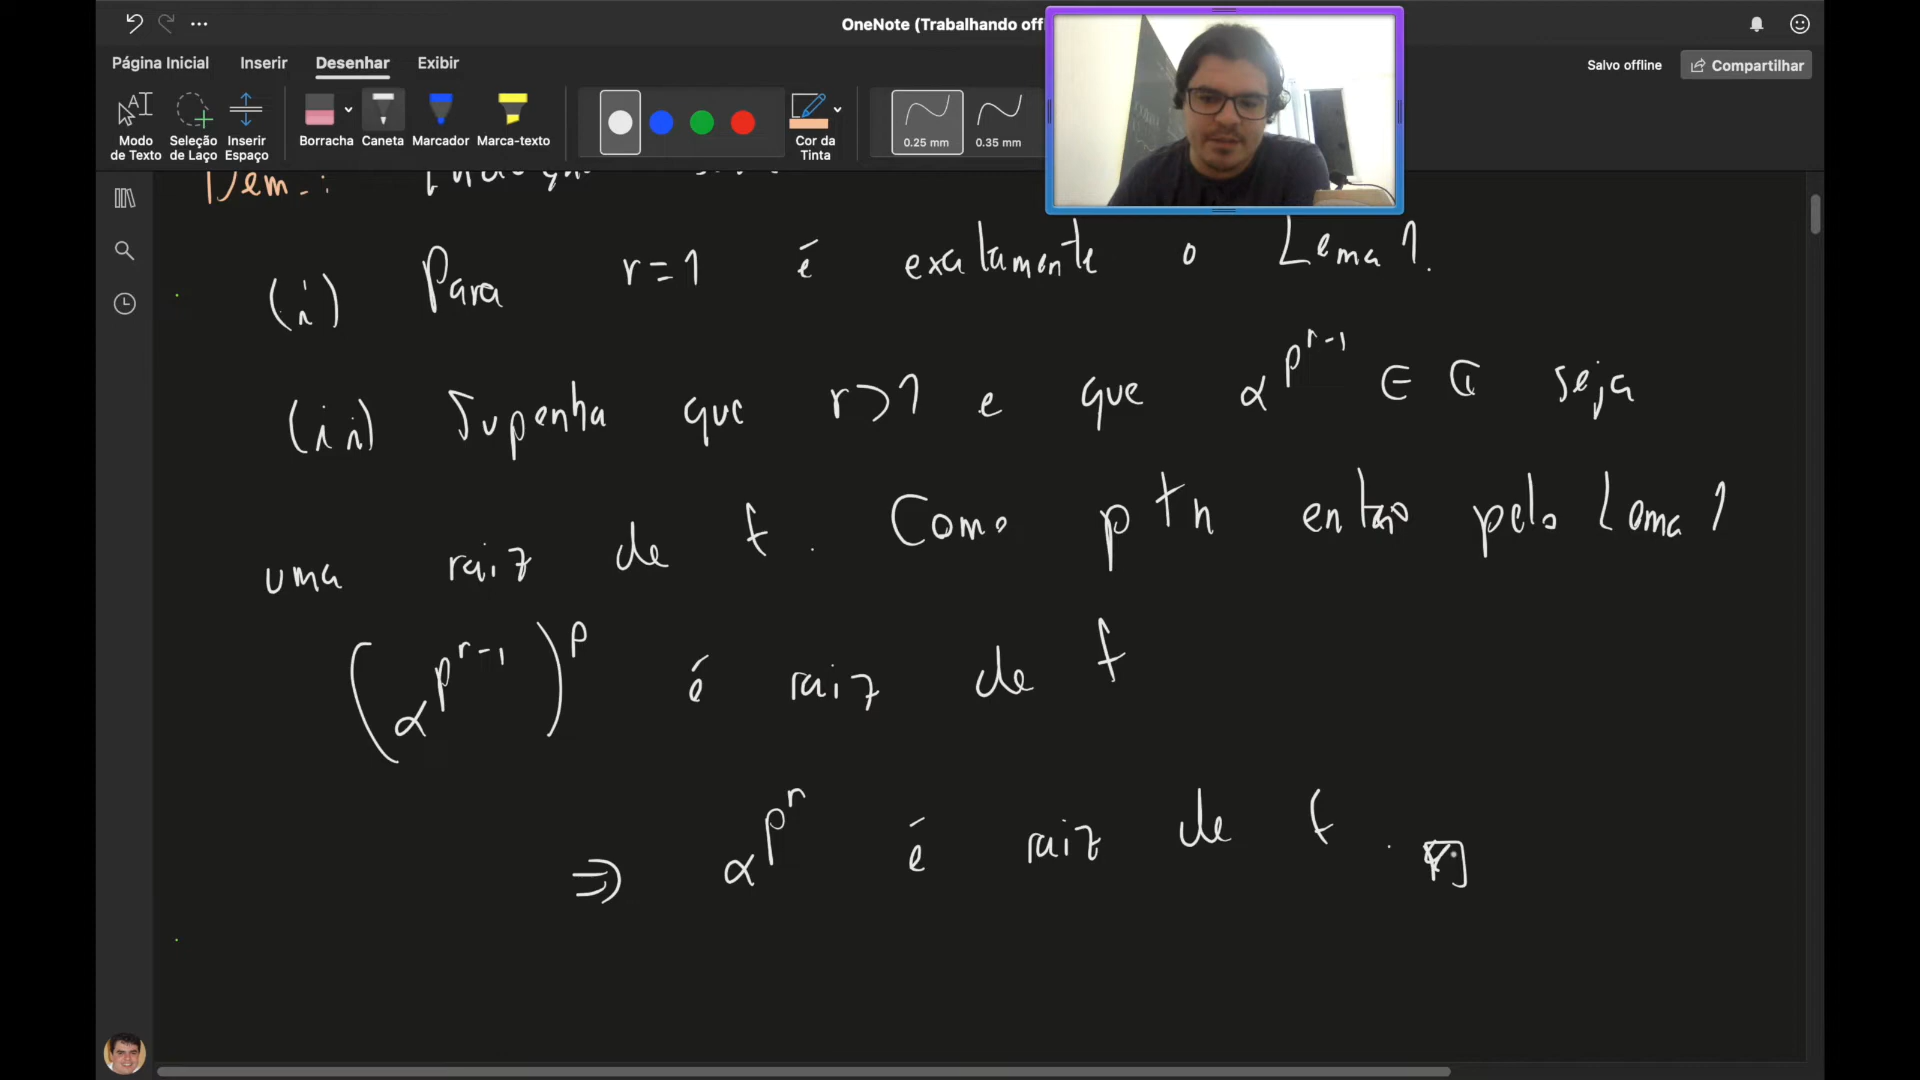 OneNote (Trabalhando off
Página Inicial Inserir Desenhar Exibir
Salvo offline Compartilhar
Modo de Texto
Seleção de Laço
Inserir Espaço
Borracha Caneta Marcador Marca-texto
Cor da Tinta
0.25 mm 0.35 mm
Dem.:
(i) Para r=1 é exatamente o Lema 1.
(ii) Suponha que r>1 e que α^{p^{r-1}} ∈ ℂ seja
uma raiz de f. Como p∤n então pelo Lema 1
(α^{p^{r-1}})^p é raiz de f
⇒ α^{p^r} é raiz de f.